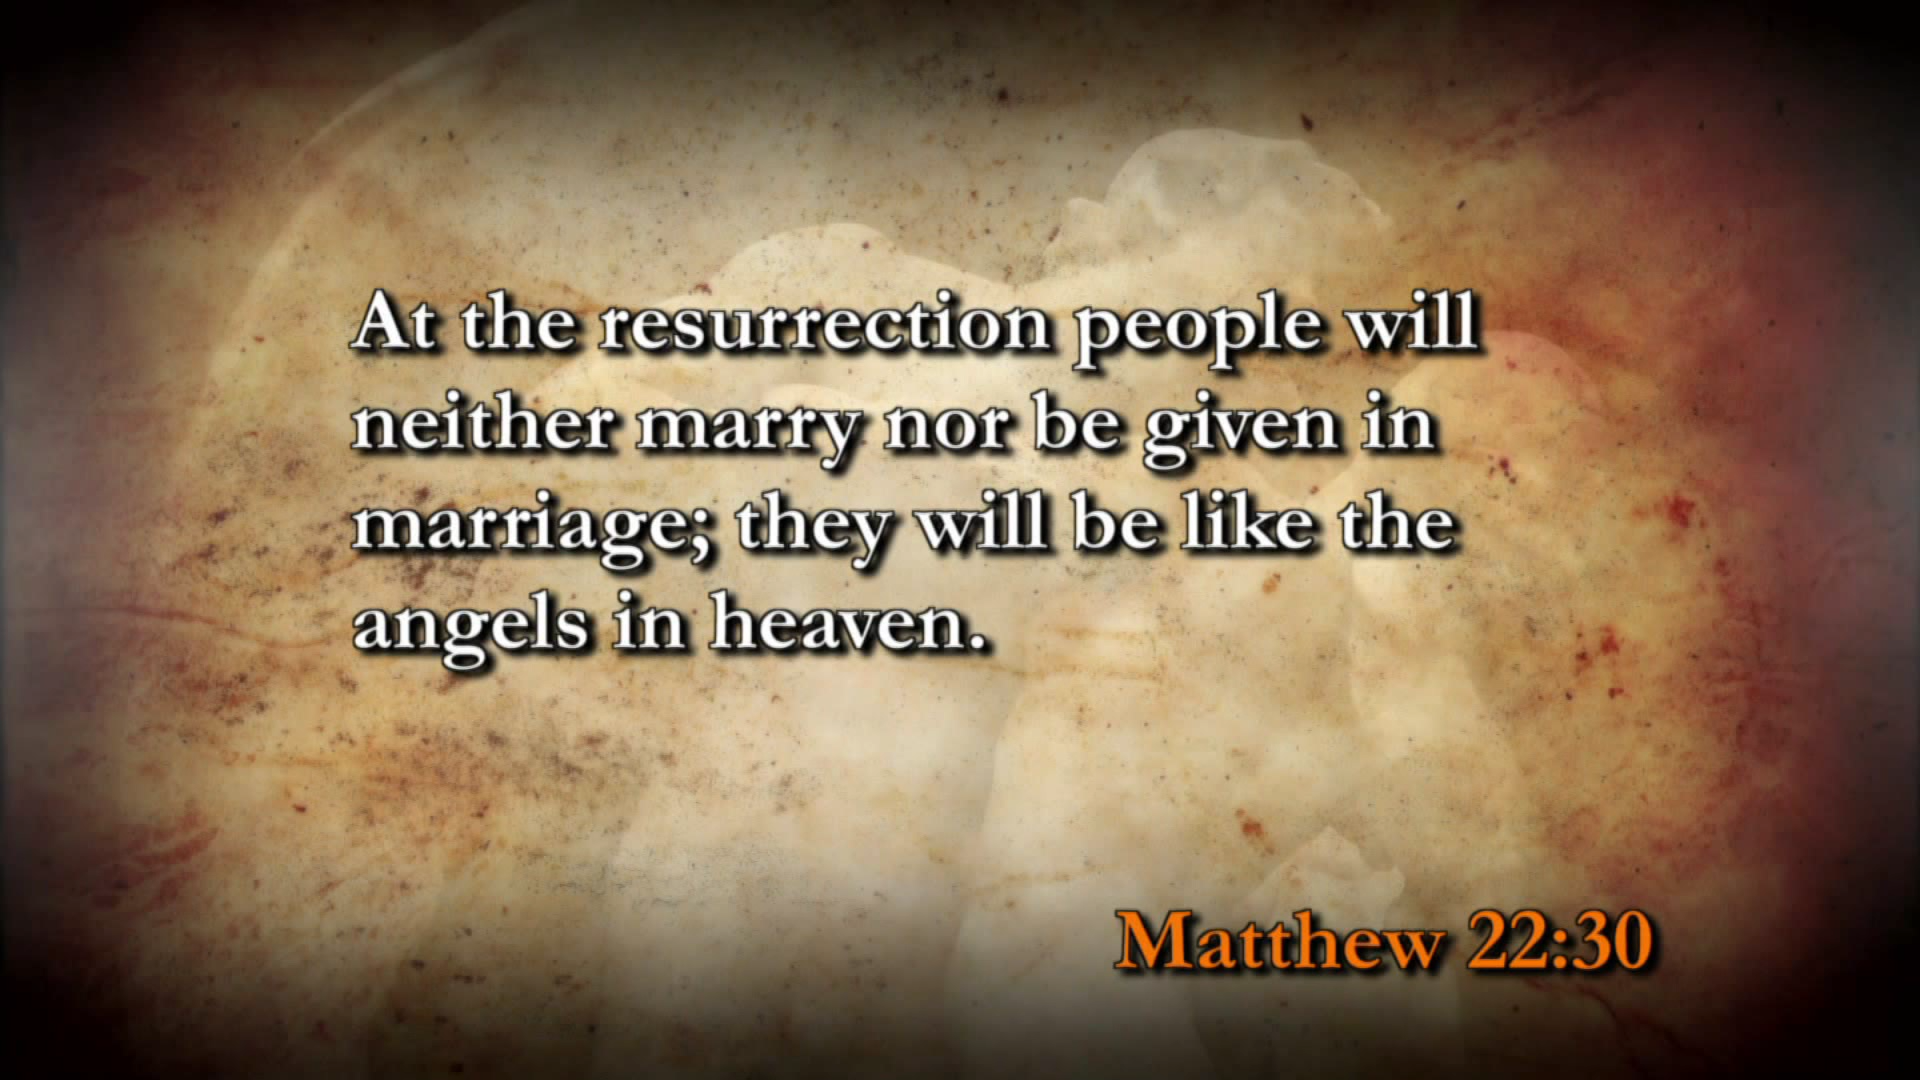 At the resurrection people will
neither marry nor be given in
marriage; they will be like the
angels in heaven.
Matthew 22:30